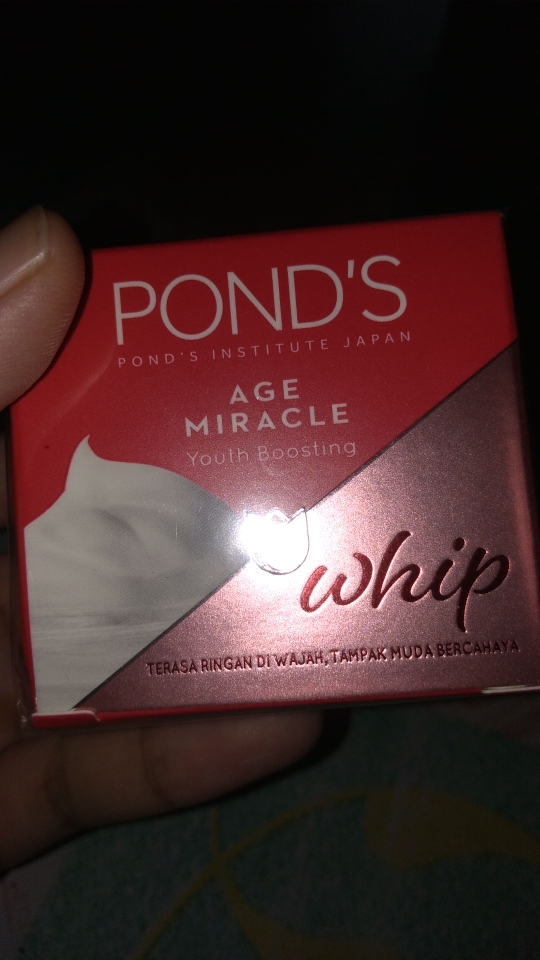 POND'S
POND'S INSTITUTE JAPAN
AGE
MIRACLE
Youth Boosting
whip
TERASA RINGAN DI WAJAH, TAMPAK MUDA BERCAHAYA